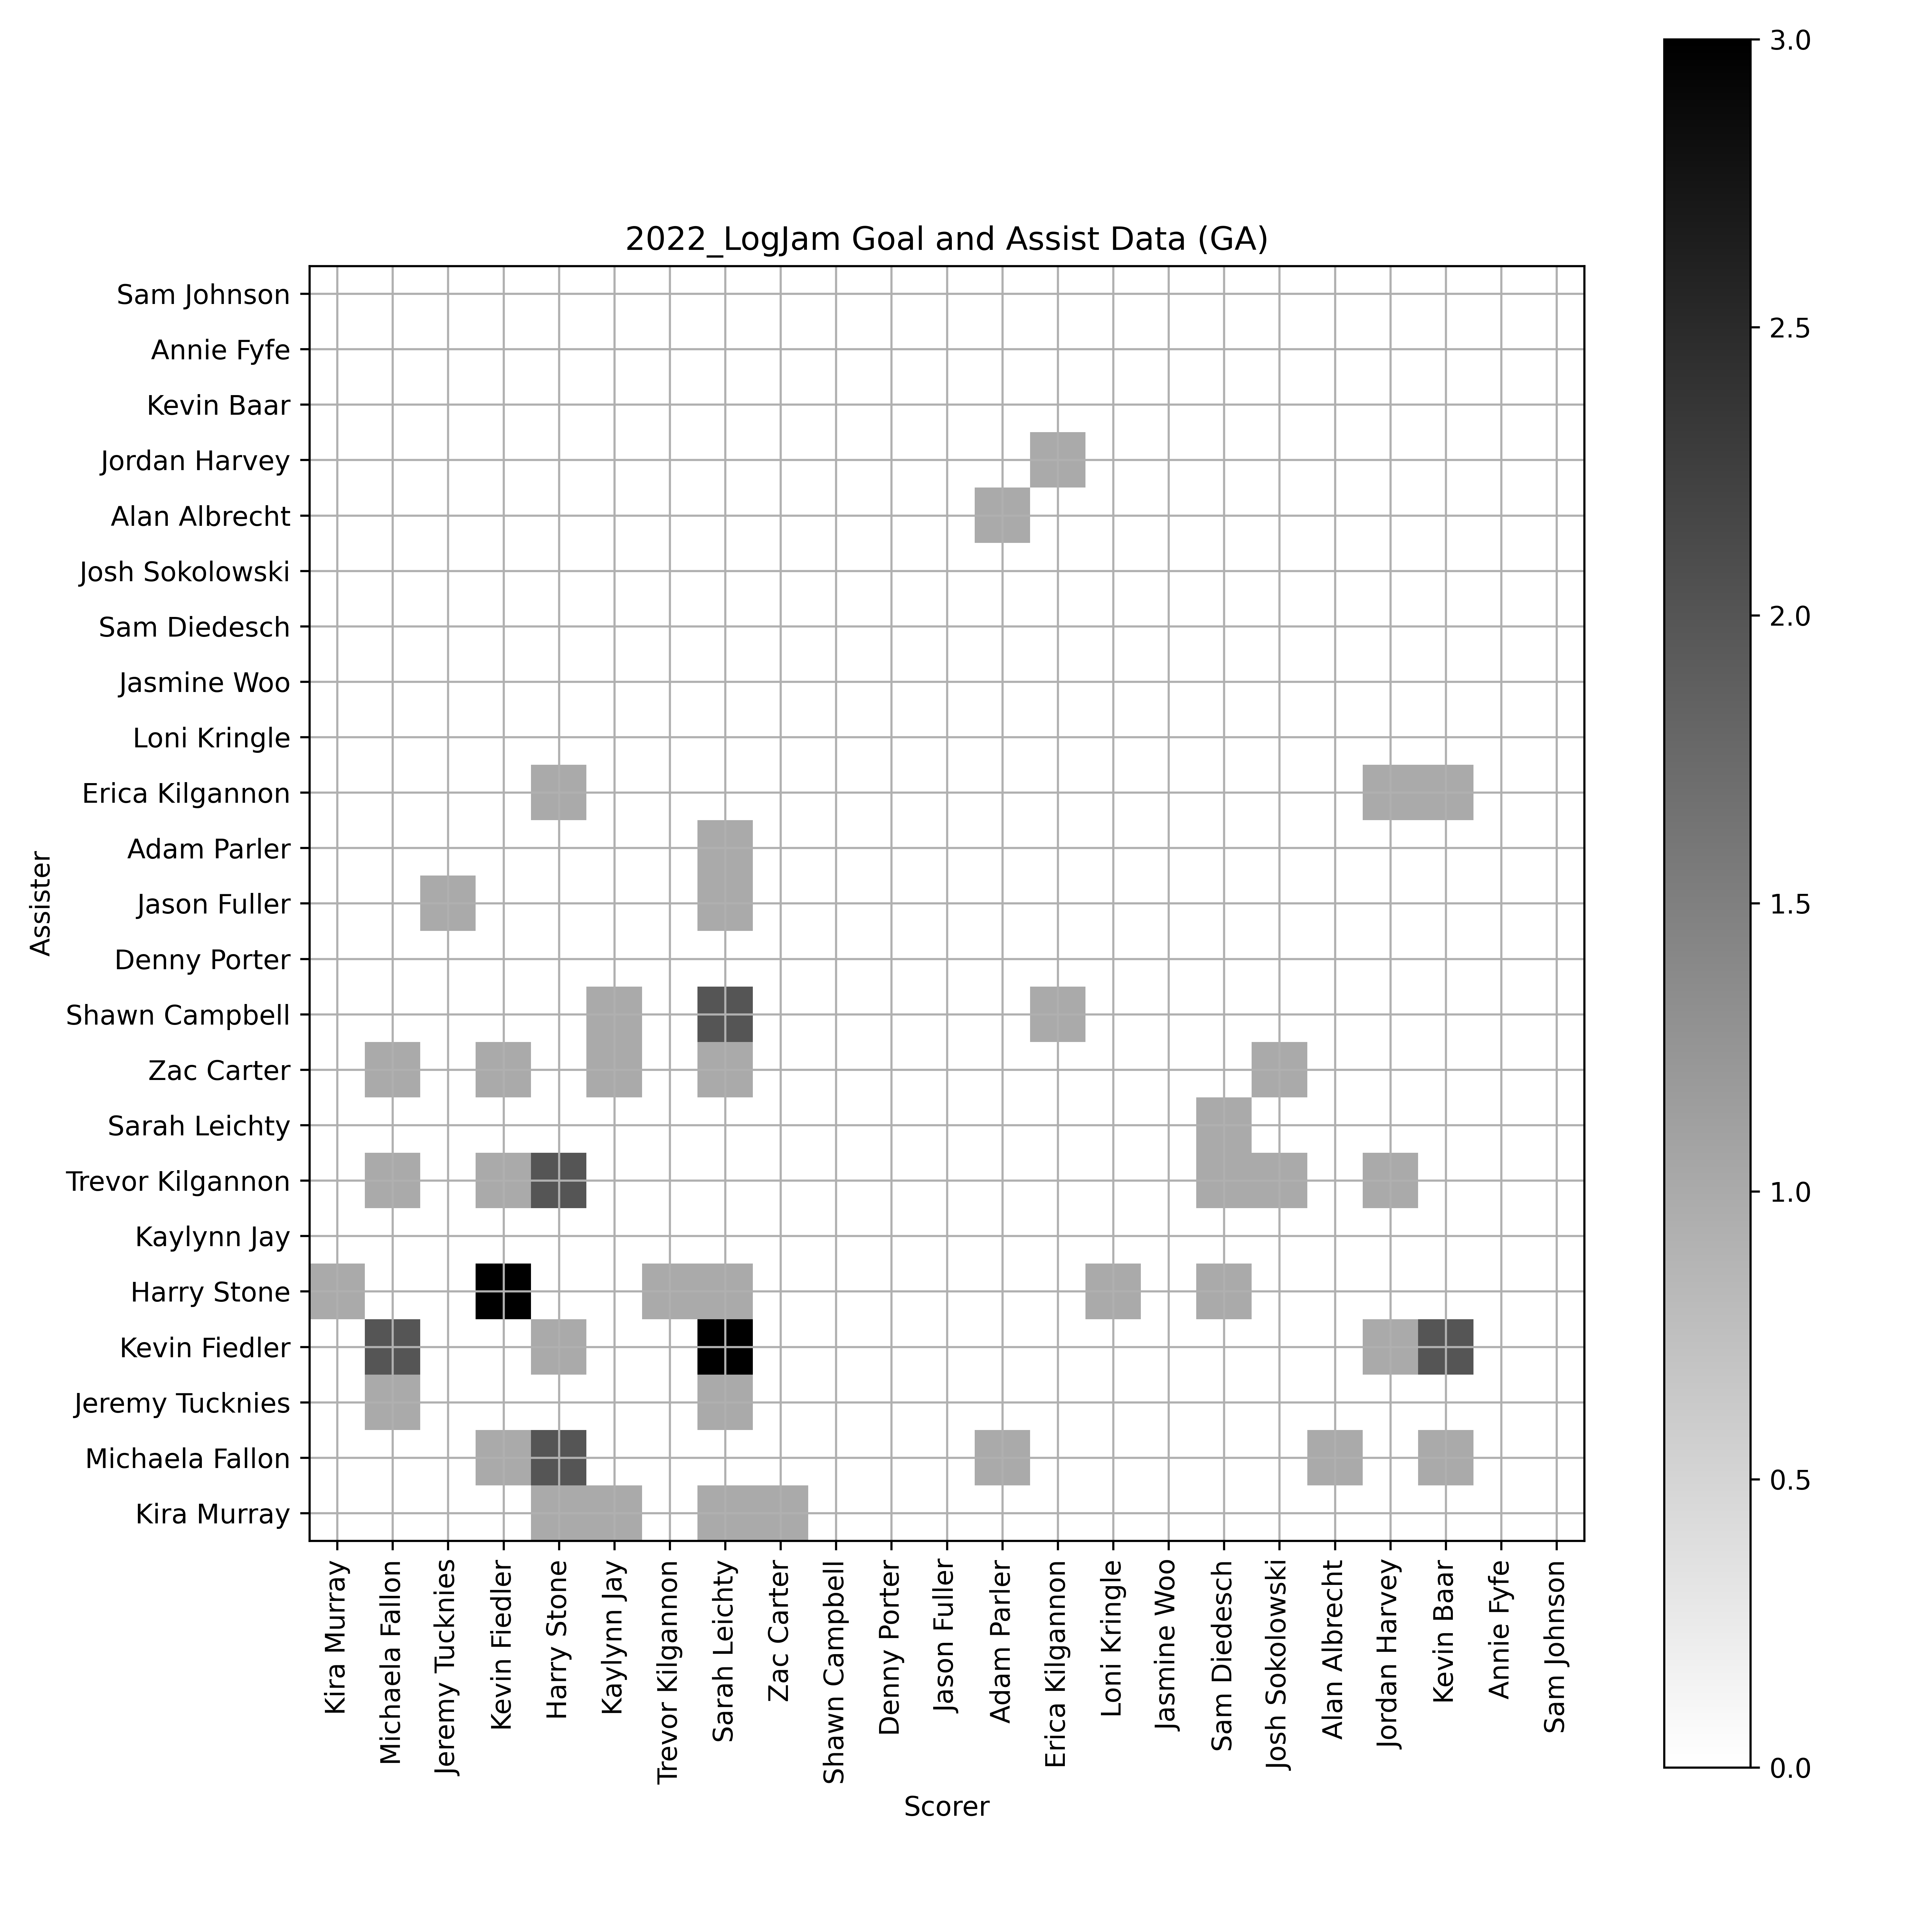 2022_LogJam Goal and Assist Data (GA)
Assister
Sam Johnson
Annie Fyfe
Kevin Baar
Jordan Harvey
Alan Albrecht
Josh Sokolowski
Sam Diedesch
Jasmine Woo
Loni Kringle
Erica Kilgannon
Adam Parler
Jason Fuller
Denny Porter
Shawn Campbell
Zac Carter
Sarah Leichty
Trevor Kilgannon
Kaylynn Jay
Harry Stone
Kevin Fiedler
Jeremy Tucknies
Michaela Fallon
Kira Murray
Kira Murray
Michaela Fallon
Jeremy Tucknies
Kevin Fiedler
Harry Stone
Kaylynn Jay
Trevor Kilgannon
Sarah Leichty
Zac Carter
Shawn Campbell
Denny Porter
Jason Fuller
Adam Parler
Erica Kilgannon
Loni Kringle
Jasmine Woo
Sam Diedesch
Josh Sokolowski
Alan Albrecht
Jordan Harvey
Kevin Baar
Annie Fyfe
Sam Johnson
Scorer
3.0
2.5
2.0
1.5
1.0
0.5
0.0